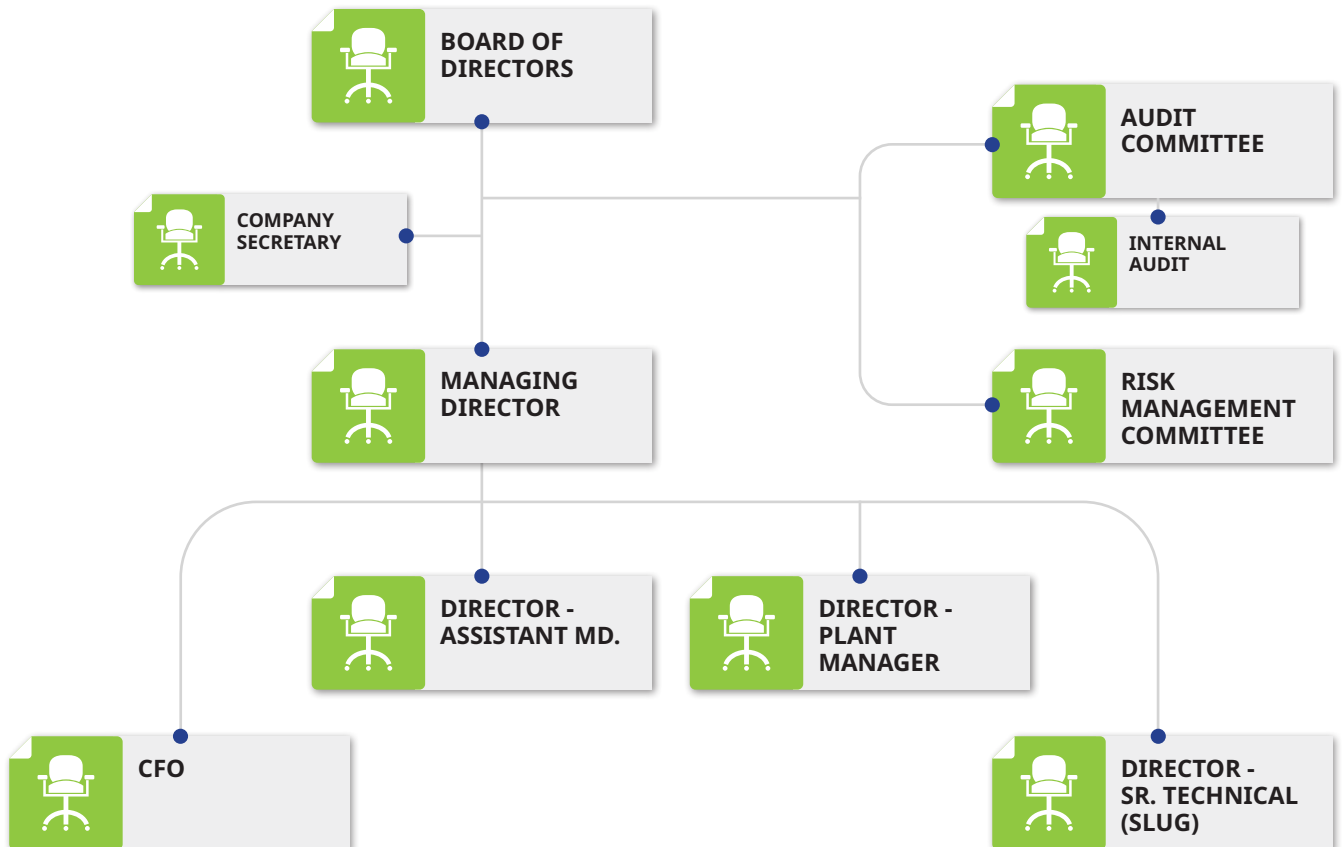 BOARD OF
DIRECTORS
AUDIT
COMMITTEE
COMPANY
SECRETARY
INTERNAL
AUDIT
MANAGING
DIRECTOR
RISK
MANAGEMENT
COMMITTEE
DIRECTOR -
ASSISTANT MD.
DIRECTOR -
PLANT
MANAGER
CFO
DIRECTOR -
SR. TECHNICAL
(SLUG)